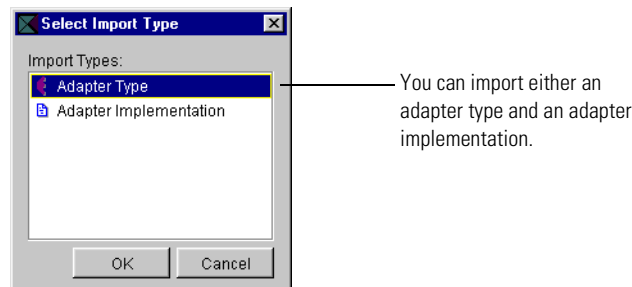 Select Import Type
Import Types:
Adapter Type
Adapter Implementation
OK
Cancel
You can import either an
adapter type and an adapter
implementation.